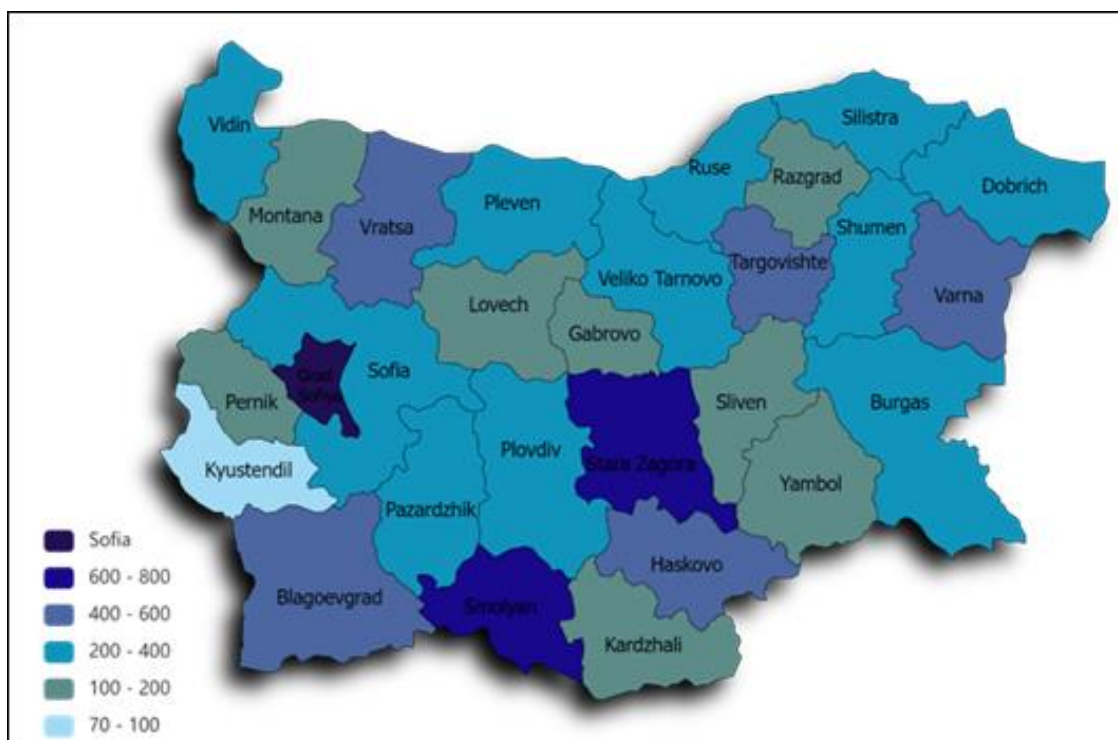 Vidin
Montana
Vratsa
Pleven
Ruse
Silistra
Razgrad
Dobrich
Shumen
Targovishte
Varna
Veliko Tarnovo
Lovech
Gabrovo
Grad
Sofija
Sofia
Pernik
Kyustendil
Sliven
Burgas
Plovdiv
Stara Zagora
Yambol
Pazardzhik
Haskovo
Blagoevgrad
Smolyan
Kardzhali
Sofia
600 - 800
400 - 600
200 - 400
100 - 200
70 - 100